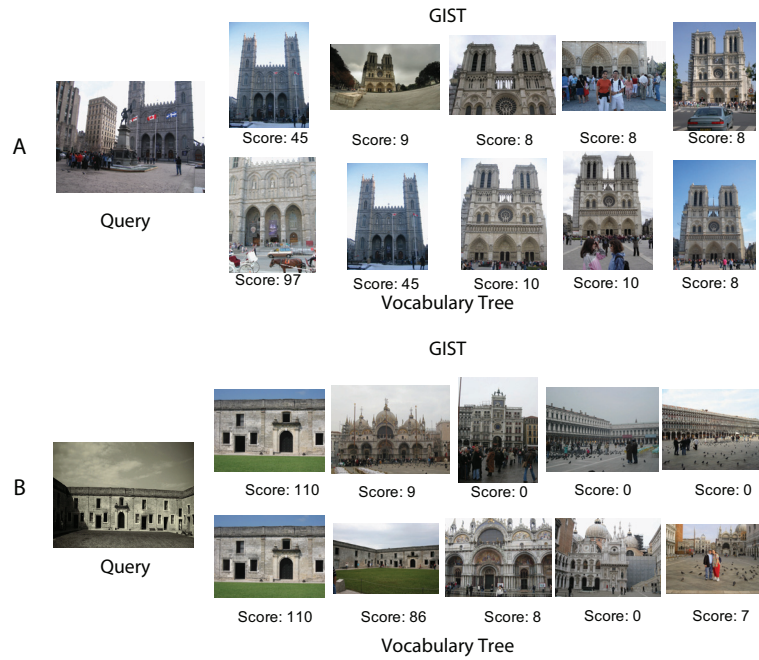 GIST
A
Query
Score: 45 Score: 9 Score: 8 Score: 8 Score: 8
Score: 97 Score: 45 Score: 10 Score: 10 Score: 8
Vocabulary Tree
GIST
B
Query
Score: 110 Score: 9 Score: 0 Score: 0 Score: 0
Score: 110 Score: 86 Score: 8 Score: 0 Score: 7
Vocabulary Tree